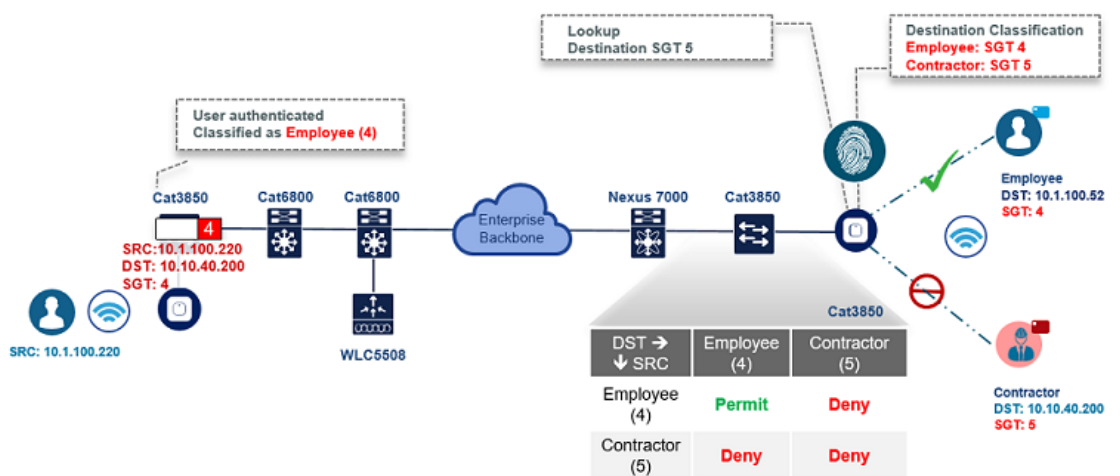 Lookup
Destination SGT 5
Destination Classification
Employee: SGT 4
Contractor: SGT 5
User authenticated
Classified as Employee (4)
Cat3850
Cat6800
Cat6800
Nexus 7000
Cat3850
4
Enterprise
Backbone
SRC:10.1.100.220
DST: 10.10.40.200
SGT: 4
SRC: 10.1.100.220
WLC5508
Employee
DST: 10.1.100.52
SGT: 4
Cat3850
DST → Employee Contractor
↓ SRC (4) (5)
Employee
(4) Permit Deny
Contractor
(5) Deny Deny
Contractor
DST: 10.10.40.200
SGT: 5